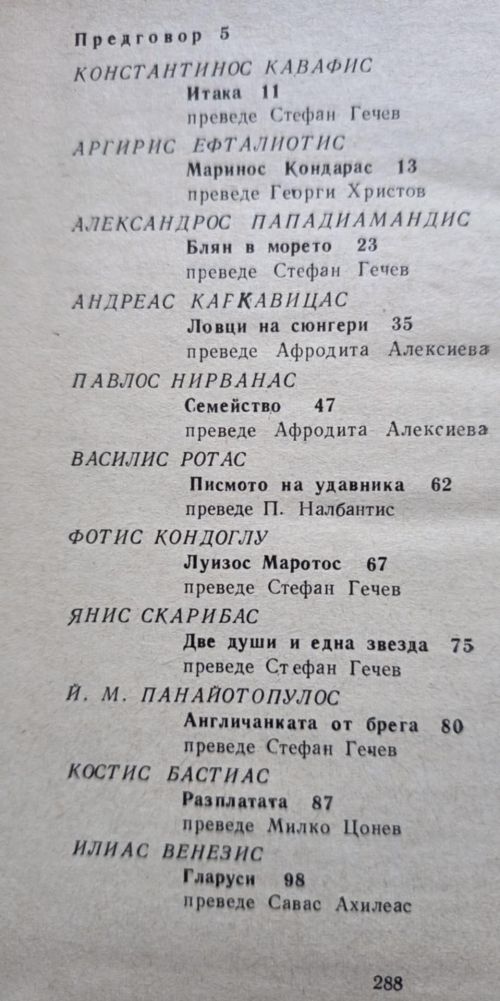 Предговор 5
КОНСТАНТИНОС КАВАФИС
Итака 11
преведе Стефан Гечев
АРГИРИС ЕФТАЛИОТИС
Маринос Кондарас 13
преведе Георги Христов
АЛЕКСАНДРОС ПАПАДИАМАНДИС
Блян в морето 23
преведе Стефан Гечев
АНДРЕАС КАРКАВИЦАС
Ловци на сюнгери 35
преведе Афродита Алексиева
ПАВЛОС НИРВАНАС
Семейство 47
преведе Афродита Алексиева
ВАСИЛИС РОТАС
Писмото на удавника 62
преведе П. Налбантис
ФОТИС КОНДОГЛУ
Луизос Маротос 67
преведе Стефан Гечев
ЯНИС СКАРИБАС
Две души и една звезда 75
преведе Стефан Гечев
Й. М. ПАНАЙОТОПУЛОС
Англичанката от брега 80
преведе Стефан Гечев
КОСТИС БАСТИАС
Разплатата 87
преведе Милко Цонев
ИЛИАС ВЕНЕЗИС
Гларуси 98
преведе Савас Ахилеас
288